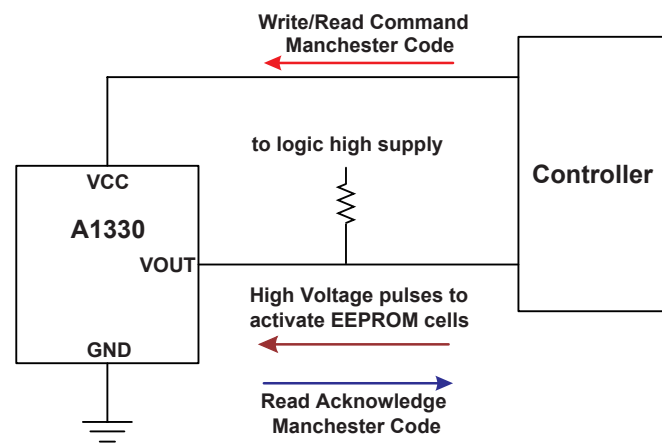 Write/Read Command
Manchester Code
to logic high supply
Controller
VCC
A1330
VOUT
GND
High Voltage pulses to
activate EEPROM cells
Read Acknowledge
Manchester Code